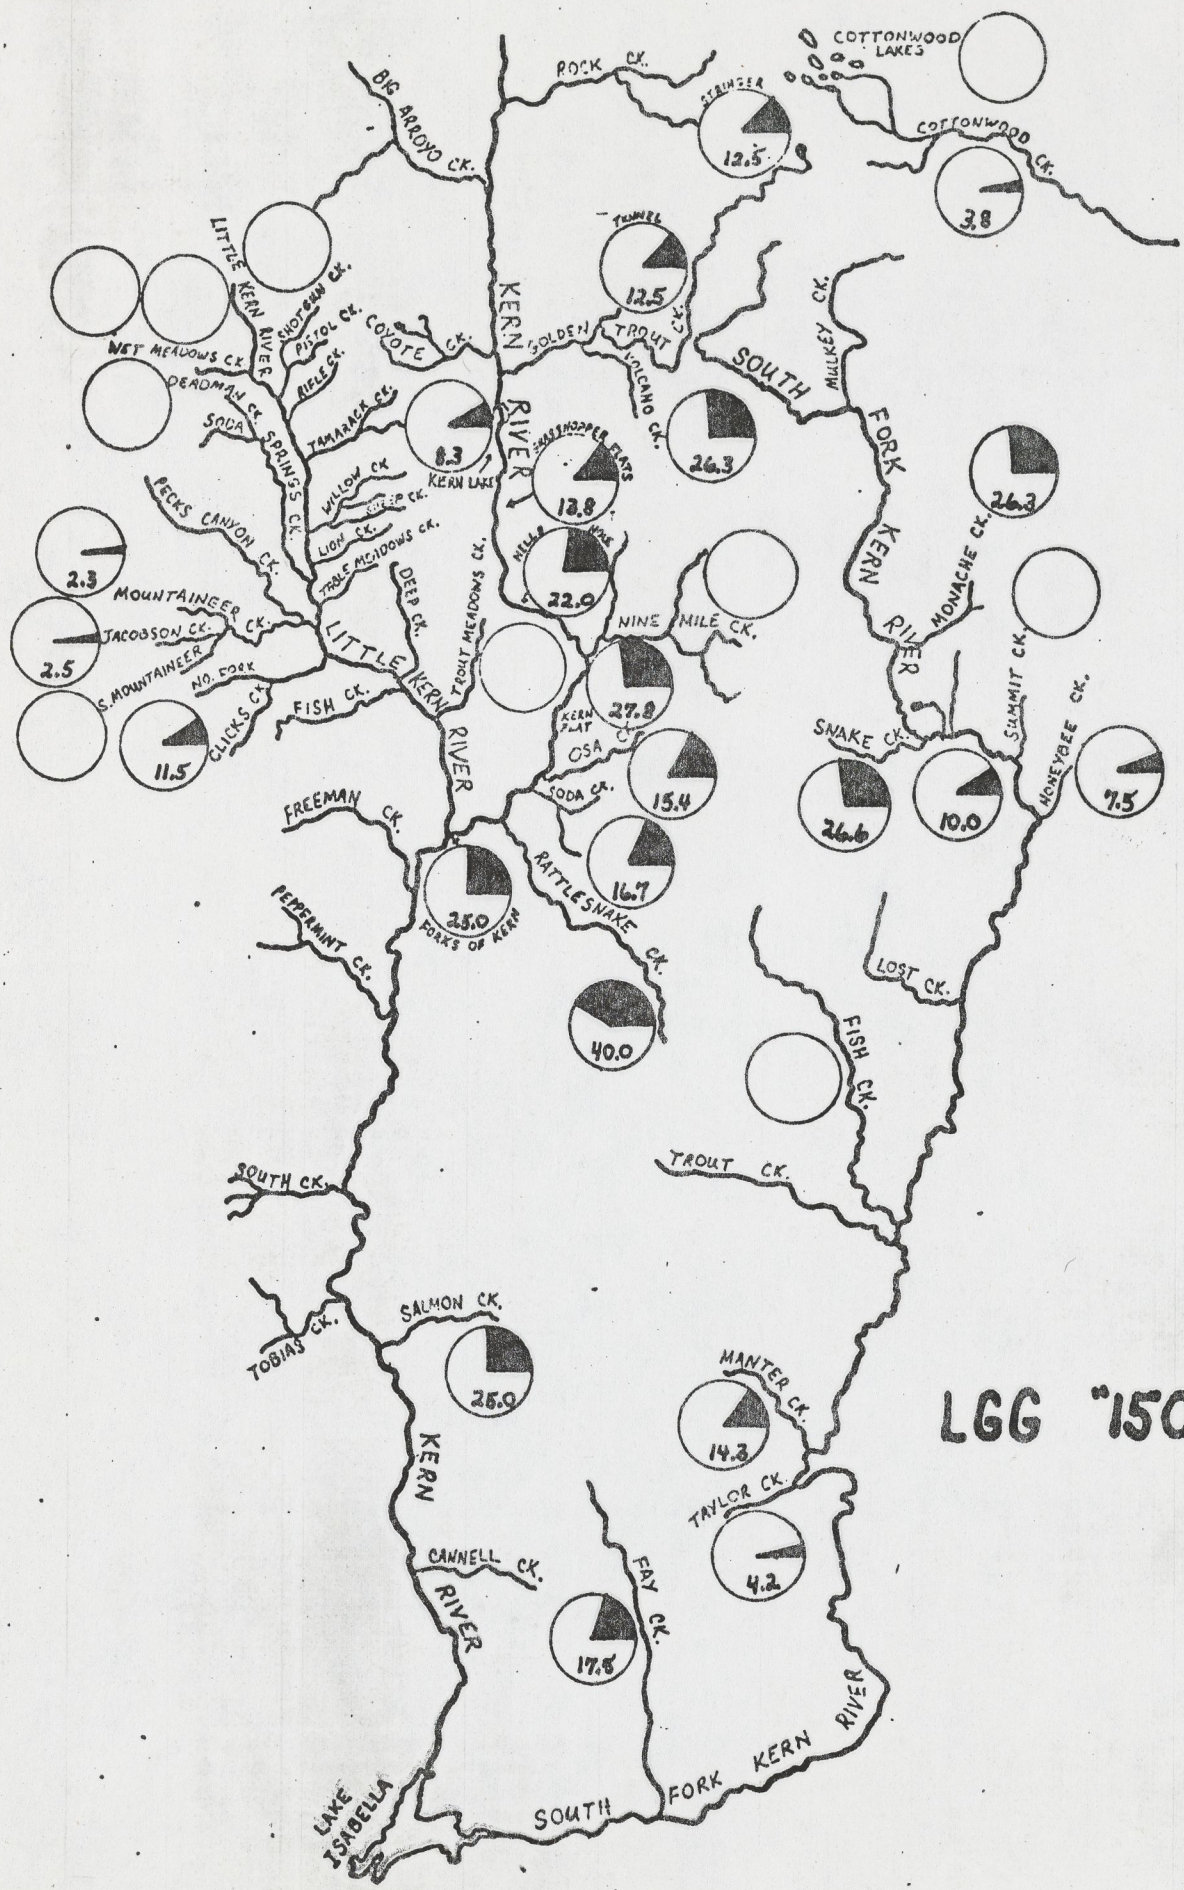 COTTONWOOD
LAKES
ROCK CK.
BIG ARROYO CK.
STRINGER
12.5
COTTONWOOD CK.
3.8
TUNNEL
12.5
LITTLE KERN RIVER
SHOTGUN CK.
PISTOL CK.
RIFLE CK.
COYOTE CK.
KERN RIVER
GOLDEN TROUT CK.
VOLCANO CK.
26.3
SOUTH FORK KERN RIVER
MULKEY CK.
WET MEADOWS CK.
DEADMAN CK.
SODA SPRINGS CK.
TAMARACK CK.
8.3
KERN LAKE
GRASSHOPPER FLATS
13.8
26.3
WILLOW CK
CK.
LION CK.
TABLE MEADOWS CK.
PECKS CANYON CK.
2.3
MOUNTAINEER CK.
JACOBSON CK.
2.5
S. MOUNTAINEER
NO. FORK
CLICKS CK
11.5
FISH CK.
LITTLE KERN RIVER
DEEP CK.
TROUT MEADOWS CK.
HELLS
22.0
NINE MILE CK.
27.8
KERN
FLAT
OSA CK
15.4
SODA CR.
16.7
MONACHE CK.
SUMMIT CK.
SNAKE CK.
26.6
10.0
HONEYBEE CK.
7.5
FREEMAN CK.
25.0
FORKS OF KERN
RATTLESNAKE CK.
40.0
PEPPERMINT CK.
LOST CK.
FISH CK.
TROUT CK.
SOUTH CK.
TOBIAS CK.
SALMON CK.
25.0
MANTER CK.
14.3
LGG "150
TAYLOR CK.
4.2
KERN RIVER
CANNELL CK.
FAY CK.
17.5
SOUTH FORK KERN RIVER
LAKE
ISABELLA